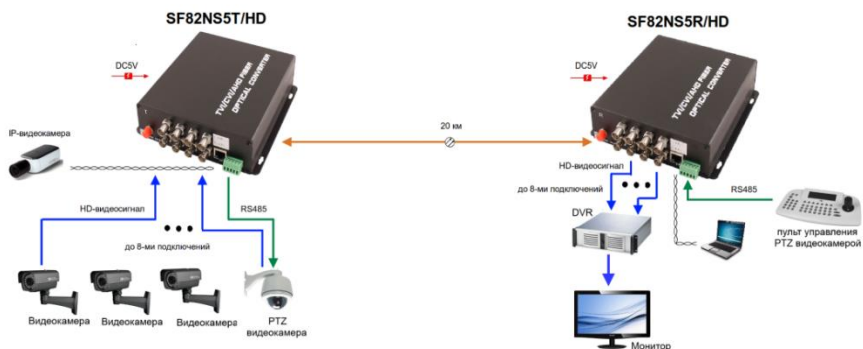 SF82NS5T/HD
SF82NS5R/HD
DC5V
DC5V
TVI/CVI/AHD FIBER
OPTICAL CONVERTER
TVI/CVI/AHD FIBER
OPTICAL CONVERTER
T
R
IP-видеокамера
20 км
HD-видеосигнал
RS485
до 8-ми подключений
Видеокамера
Видеокамера
Видеокамера
PTZ
видеокамера
HD-видеосигнал
до 8-ми подключений
DVR
RS485
пульт управления
PTZ видеокамерой
Монитор